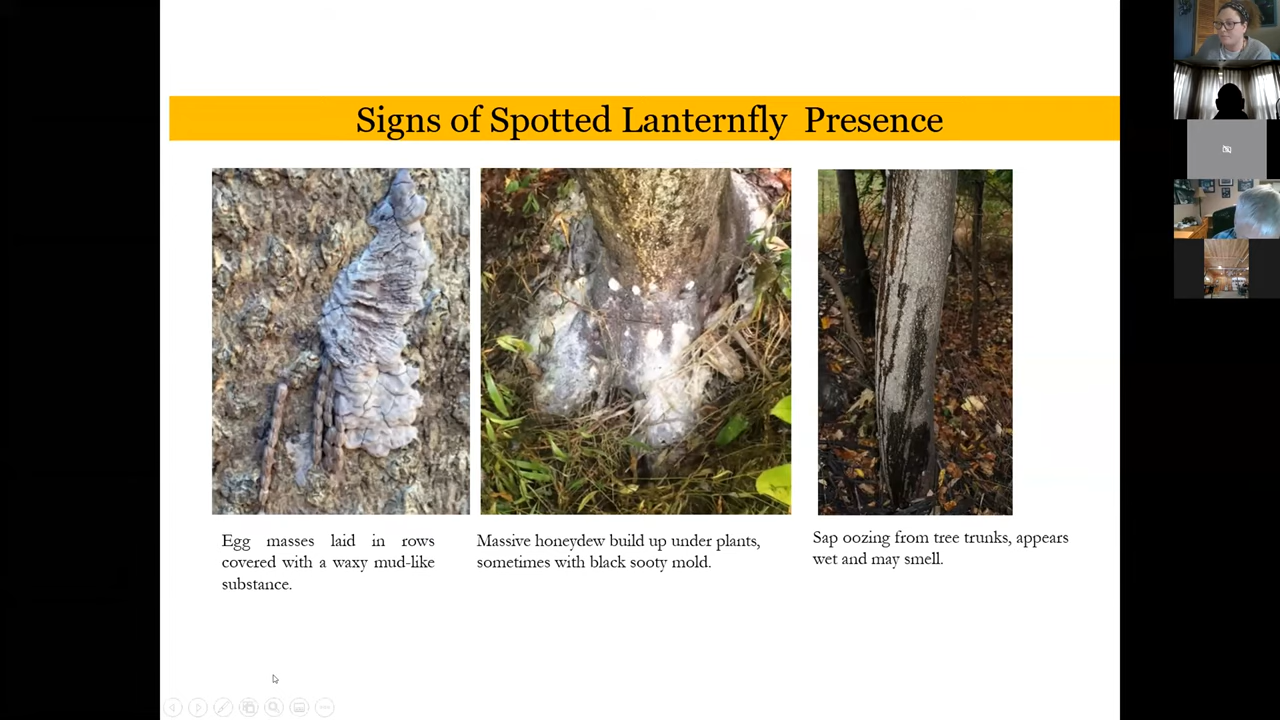 Signs of Spotted Lanternfly Presence
Egg masses laid in rows
covered with a waxy mud-like
substance.
Massive honeydew build up under plants,
sometimes with black sooty mold.
Sap oozing from tree trunks, appears
wet and may smell.